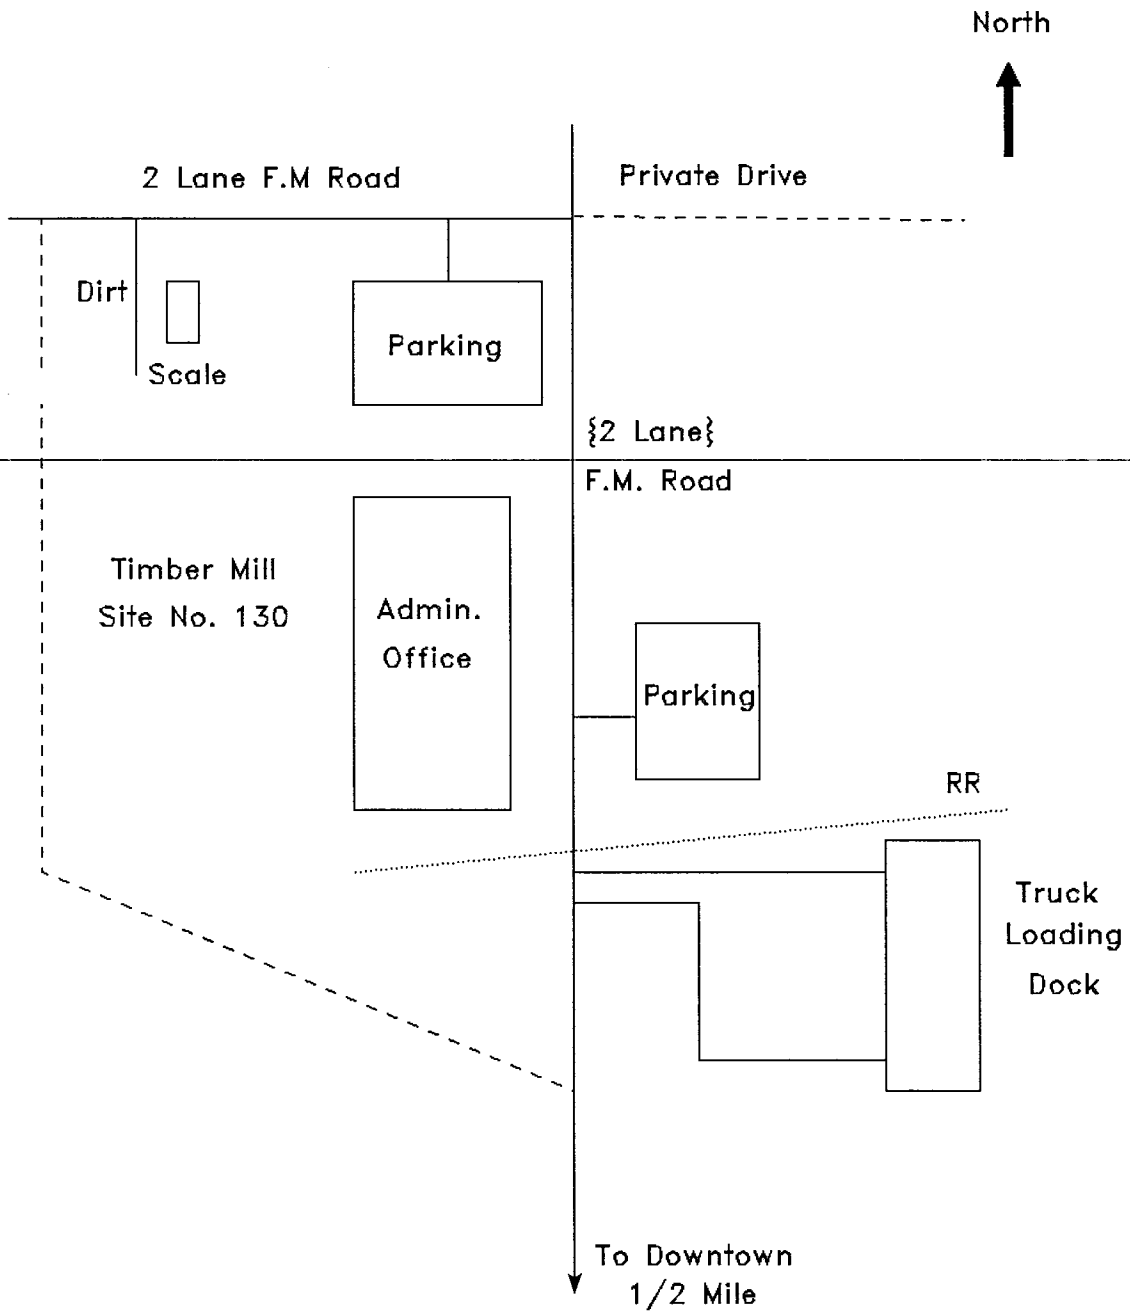 North
2 Lane F.M Road
Private Drive
Dirt
Scale
Parking
{2 Lane}
F.M. Road
Timber Mill
Site No. 130
Admin.
Office
Parking
RR
Truck
Loading
Dock
To Downtown
1/2 Mile